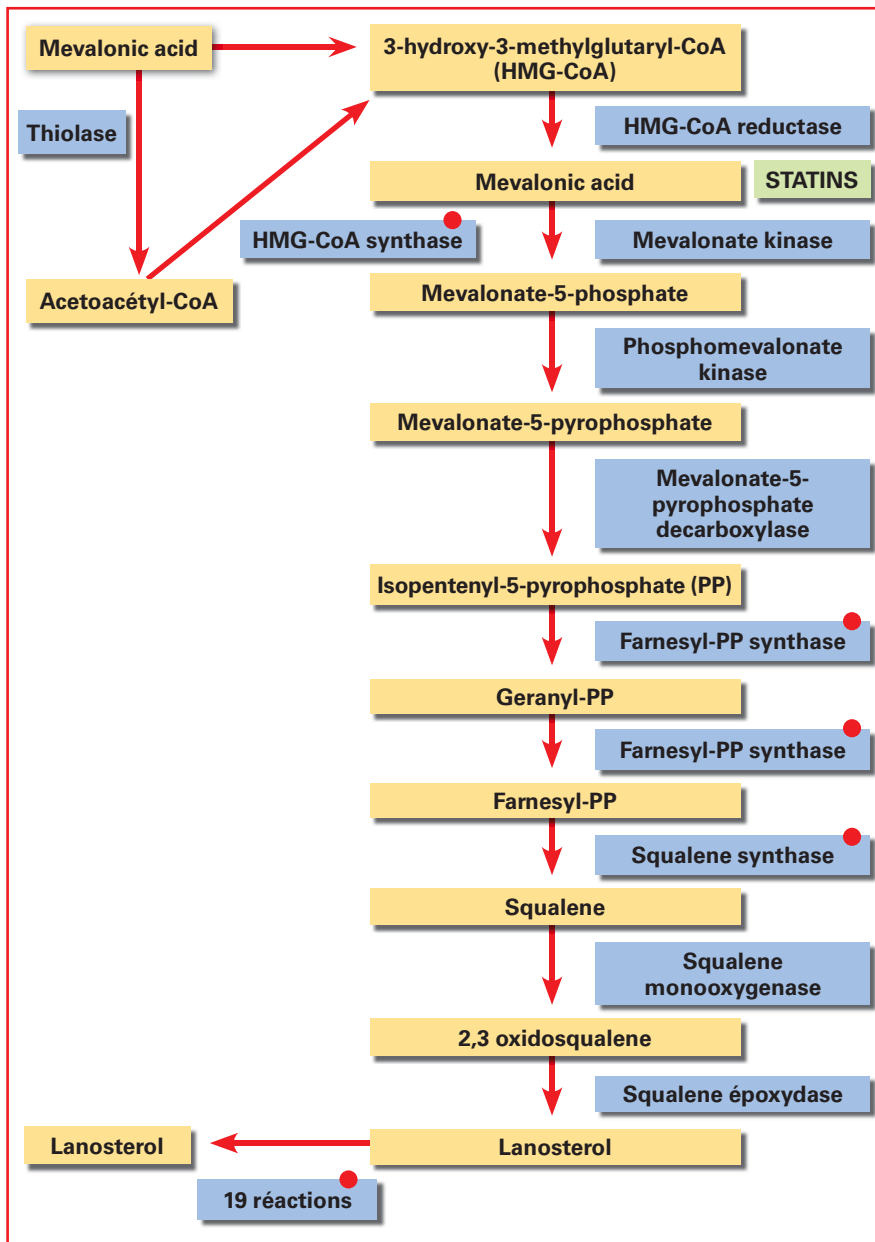 Mevalonic acid
3-hydroxy-3-methylglutaryl-CoA
(HMG-CoA)
Thiolase
HMG-CoA reductase
Mevalonic acid
STATINS
HMG-CoA synthase
Mevalonate kinase
Acetoacétyl-CoA
Mevalonate-5-phosphate
Phosphomevalonate
kinase
Mevalonate-5-pyrophosphate
Mevalonate-5-
pyrophosphate
decarboxylase
Isopentenyl-5-pyrophosphate (PP)
Farnesyl-PP synthase
Geranyl-PP
Farnesyl-PP synthase
Farnesyl-PP
Squalene synthase
Squalene
Squalene
monooxygenase
2,3 oxidosqualene
Squalene époxydase
Lanosterol
Lanosterol
19 réactions